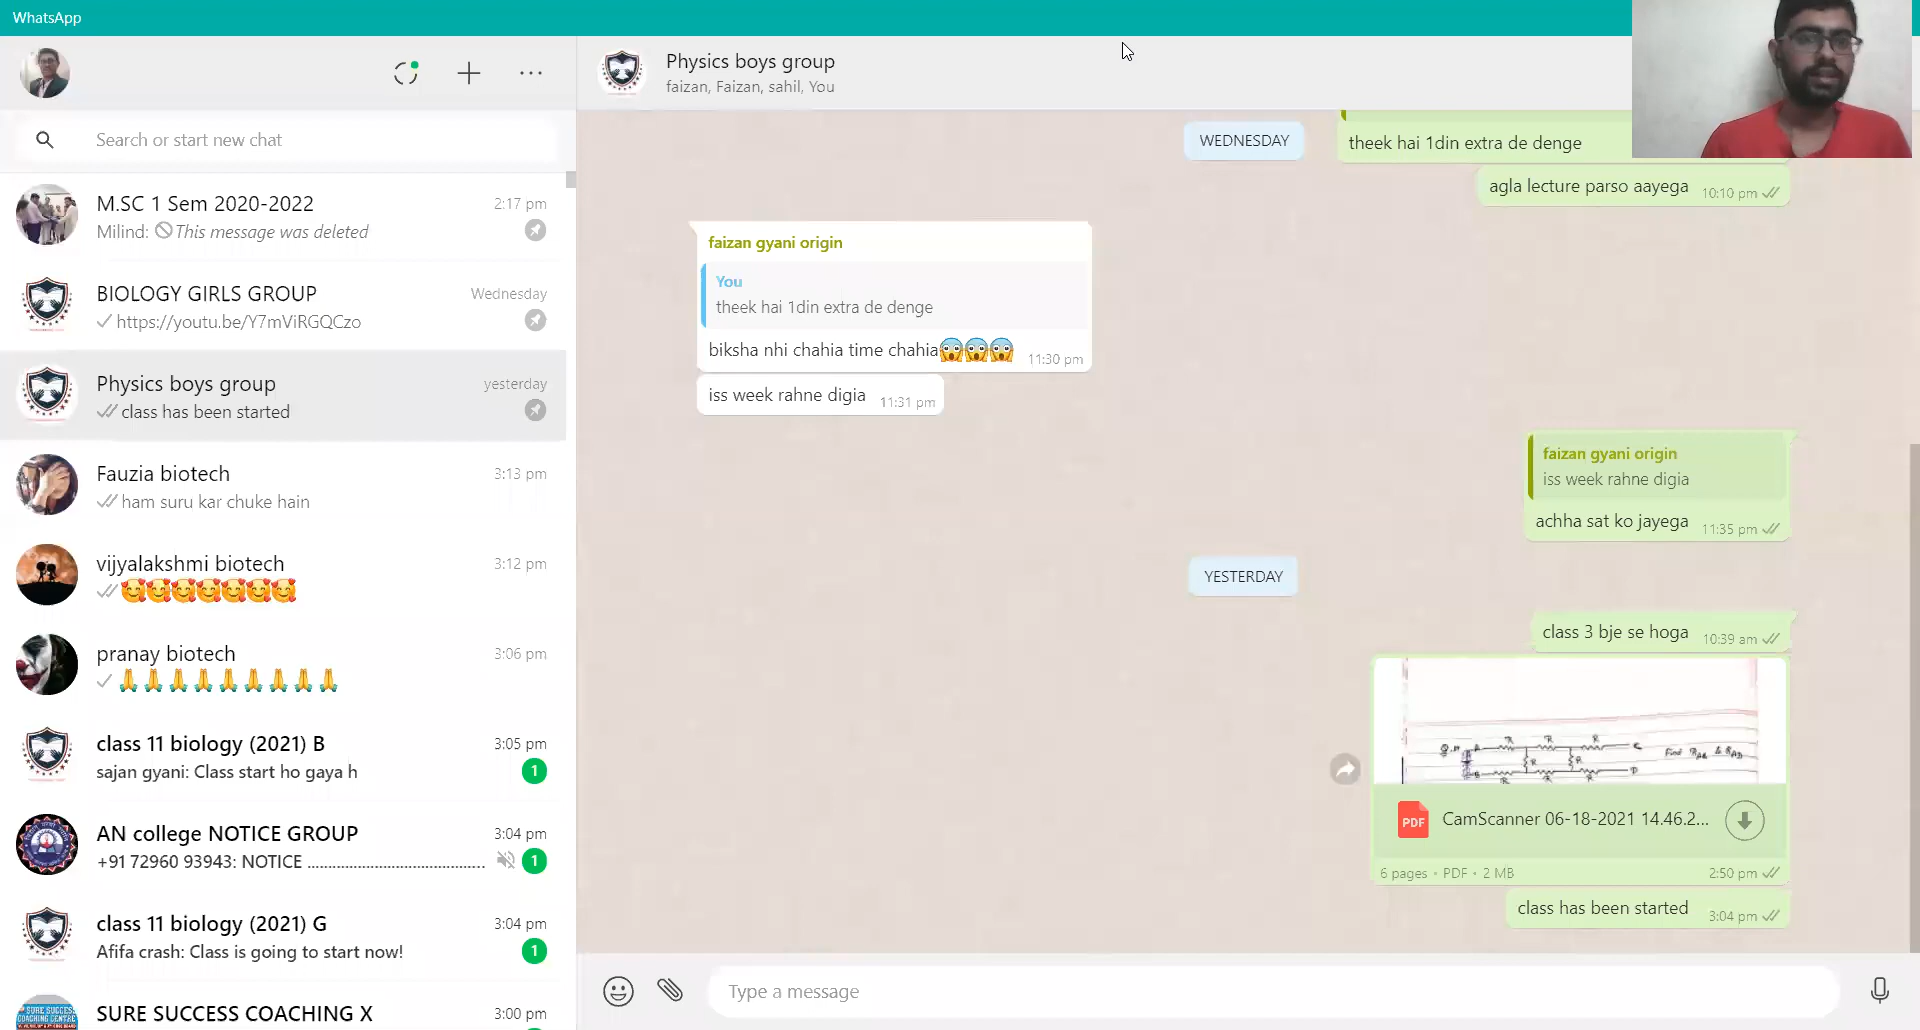 WhatsApp
Search or start new chat
M.SC 1 Sem 2020-2022
2:17 pm
Milind: This message was deleted
BIOLOGY GIRLS GROUP
Wednesday
https://youtu.be/Y7mViRGQCzo
Physics boys group
yesterday
class has been started
Fauzia biotech
3:13 pm
ham suru kar chuke hain
vijyalakshmi biotech
3:12 pm
🥰🥰🥰🥰🥰🥰🥰
pranay biotech
3:06 pm
🙏🙏🙏🙏🙏🙏🙏🙏🙏
class 11 biology (2021) B
3:05 pm
sajan gyani: Class start ho gaya h
1
AN college NOTICE GROUP
3:04 pm
+91 72960 93943: NOTICE ..........................................
1
class 11 biology (2021) G
3:04 pm
Afifa crash: Class is going to start now!
1
SURE SUCCESS COACHING X
3:00 pm
Physics boys group
faizan, Faizan, sahil, You
WEDNESDAY
theek hai 1din extra de denge
agla lecture parso aayega
10:10 pm
faizan gyani origin
You
theek hai 1din extra de denge
biksha nhi chahia time chahia😱😱😱
11:30 pm
iss week rahne digia
11:31 pm
faizan gyani origin
iss week rahne digia
achha sat ko jayega
11:35 pm
YESTERDAY
class 3 bje se hoga
10:39 am
Find R_AB & R_AD
PDF
CamScanner 06-18-2021 14.46.2...
6 pages • PDF • 2 MB
2:50 pm
class has been started
3:04 pm
Type a message